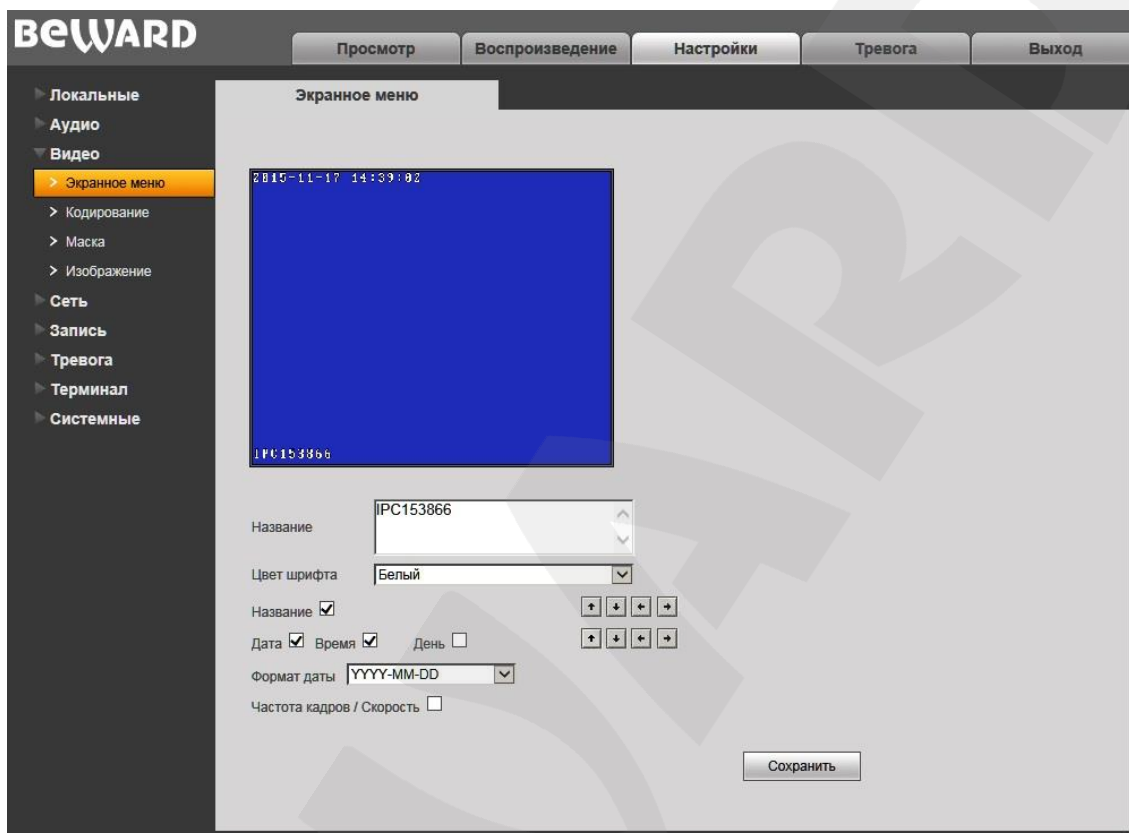 BEWARD
Просмотр Воспроизведение Настройки Тревога Выход
Локальные
Аудио
Видео
> Экранное меню
> Кодирование
> Маска
> Изображение
Сеть
Запись
Тревога
Терминал
Системные
Экранное меню
2015-11-17 14:39:02
IPC153866
Название IPC153866
Цвет шрифта Белый
Название
Дата Время День
Формат даты YYYY-MM-DD
Частота кадров / Скорость
Сохранить